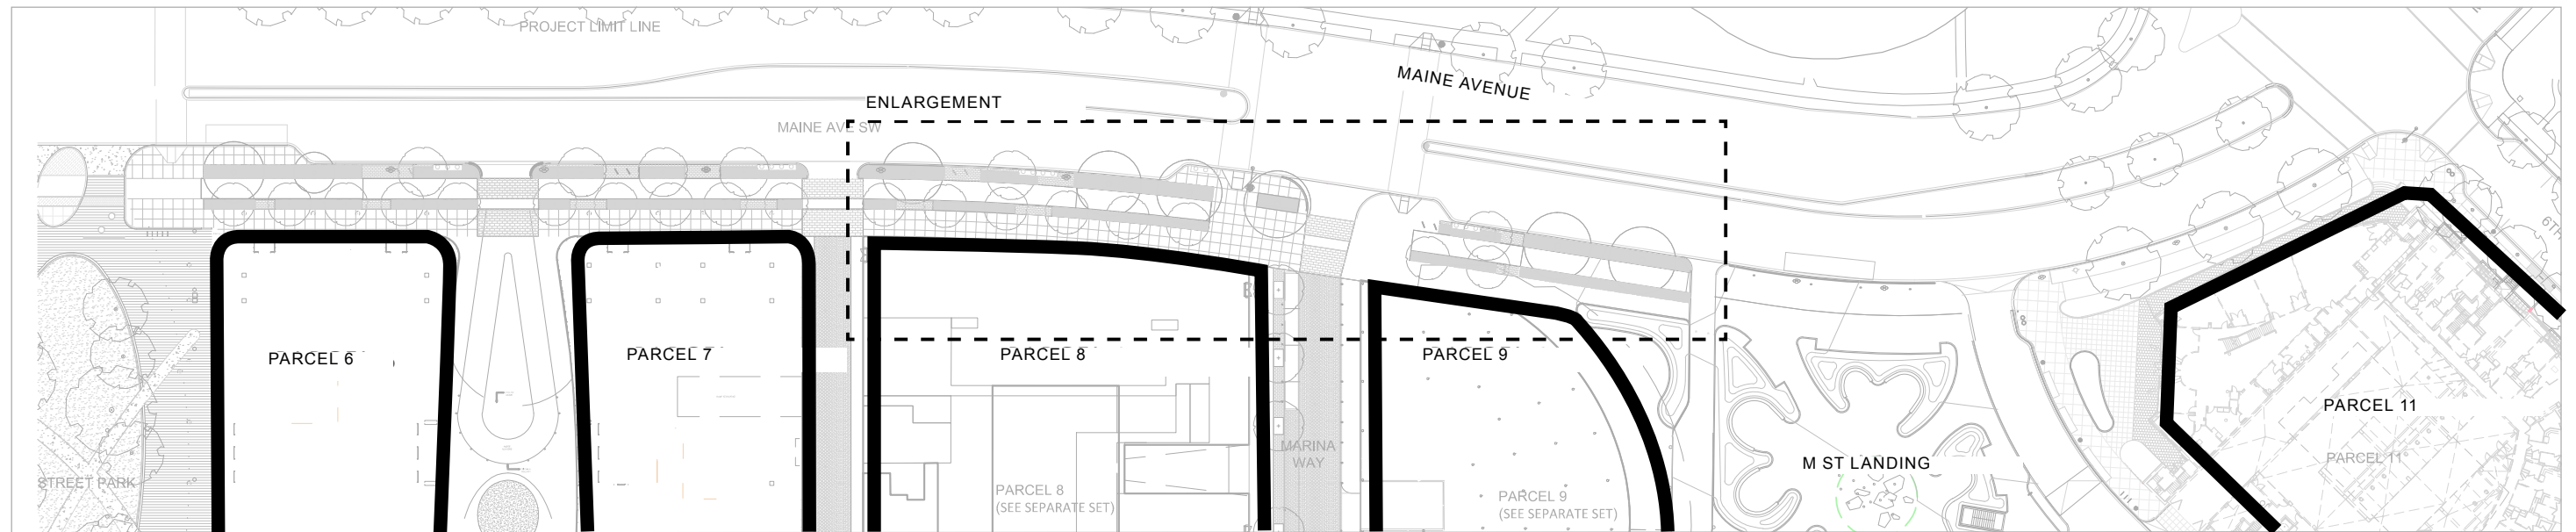 PROJECT LIMIT LINE
MAINE AVENUE
ENLARGEMENT
MAINE AVE SW
6TH
PARCEL 6
PARCEL 7
PARCEL 8
PARCEL 9
PARCEL 11
MARINA
WAY
M ST LANDING
PARCEL 11
STREET PARK
PARCEL 8
(SEE SEPARATE SET)
PARCEL 9
(SEE SEPARATE SET)